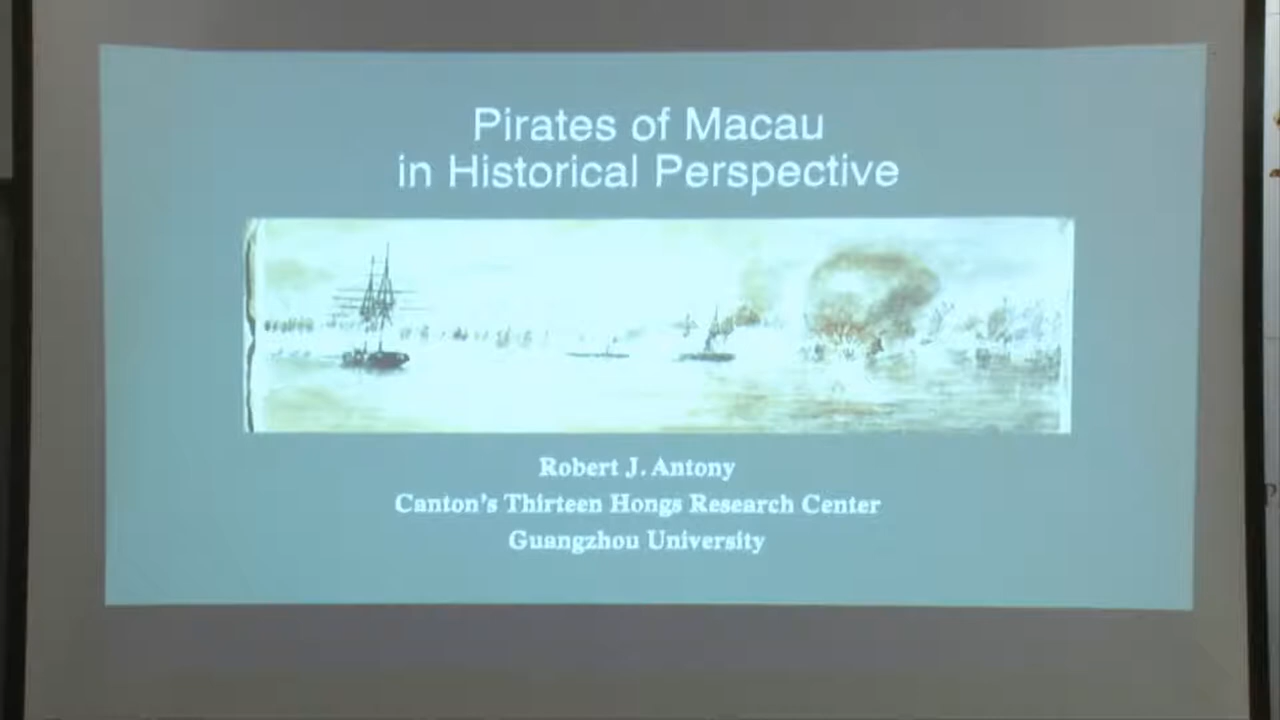 Pirates of Macau
in Historical Perspective
Robert J. Antony
Canton's Thirteen Hongs Research Center
Guangzhou University